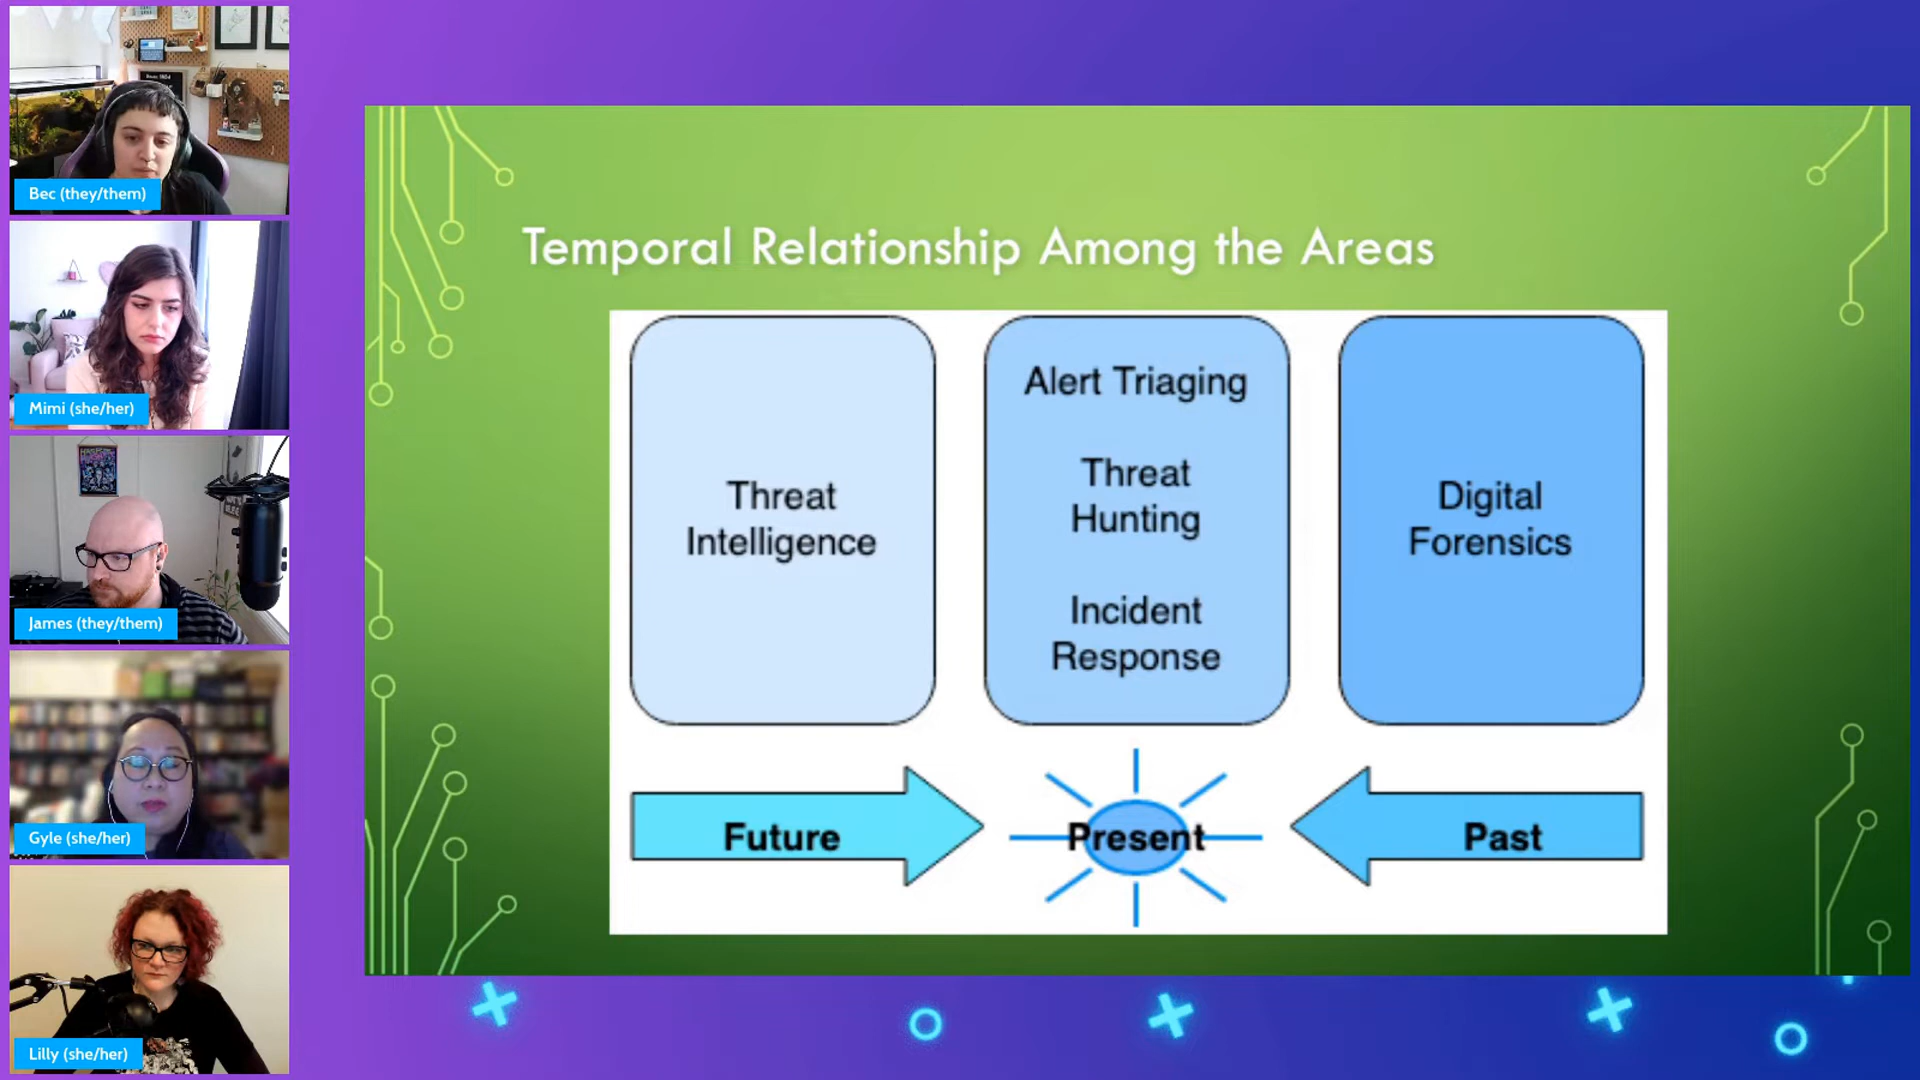 Bec (they/them)
Mimi (she/her)
James (they/them)
Gyle (she/her)
Lilly (she/her)
Temporal Relationship Among the Areas
Threat
Intelligence
Alert Triaging
Threat
Hunting
Incident
Response
Digital
Forensics
Future
Present
Past